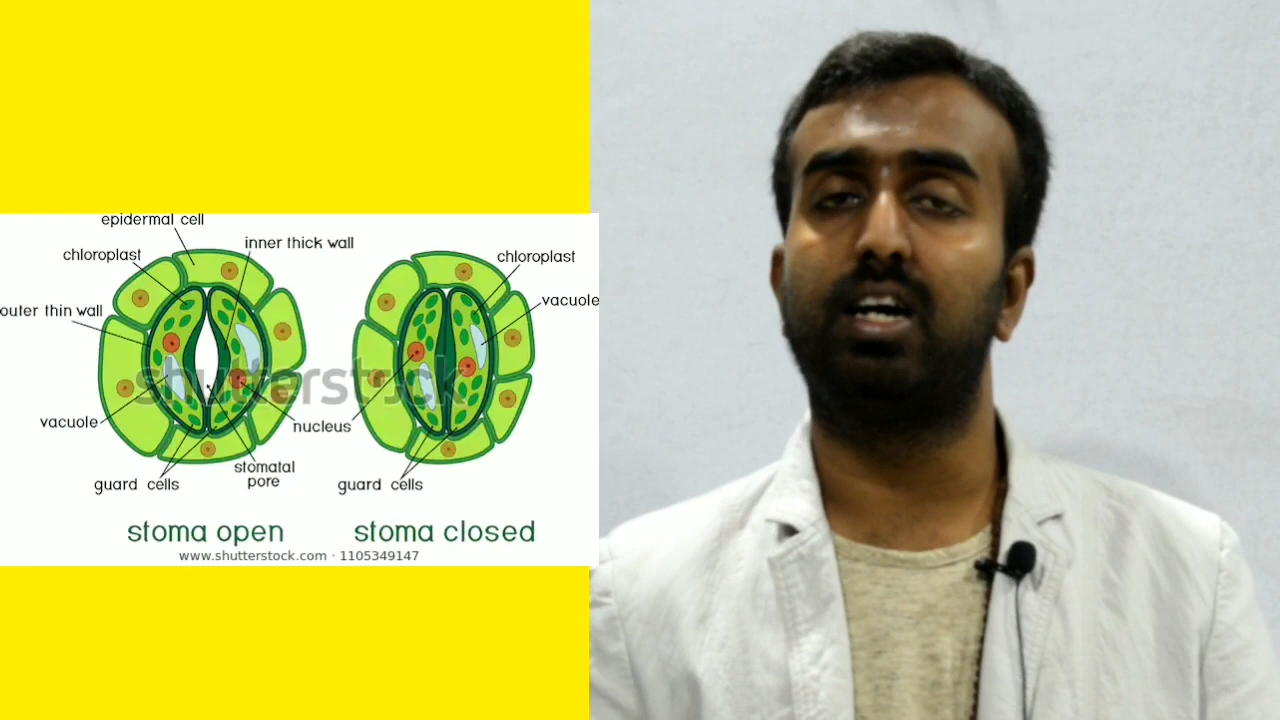 epidermal cell
inner thick wall
chloroplast
outer thin wall
vacuole
guard cells
stomatal
pore
nucleus
chloroplast
vacuole
guard cells
shutterstock
stoma open
stoma closed
www.shutterstock.com · 1105349147